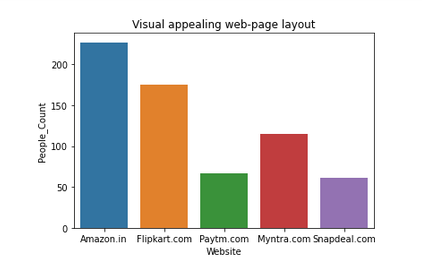 Visual appealing web-page layout
People_Count
200
150
100
50
0
Amazon.in Flipkart.com Paytm.com Myntra.com Snapdeal.com
Website